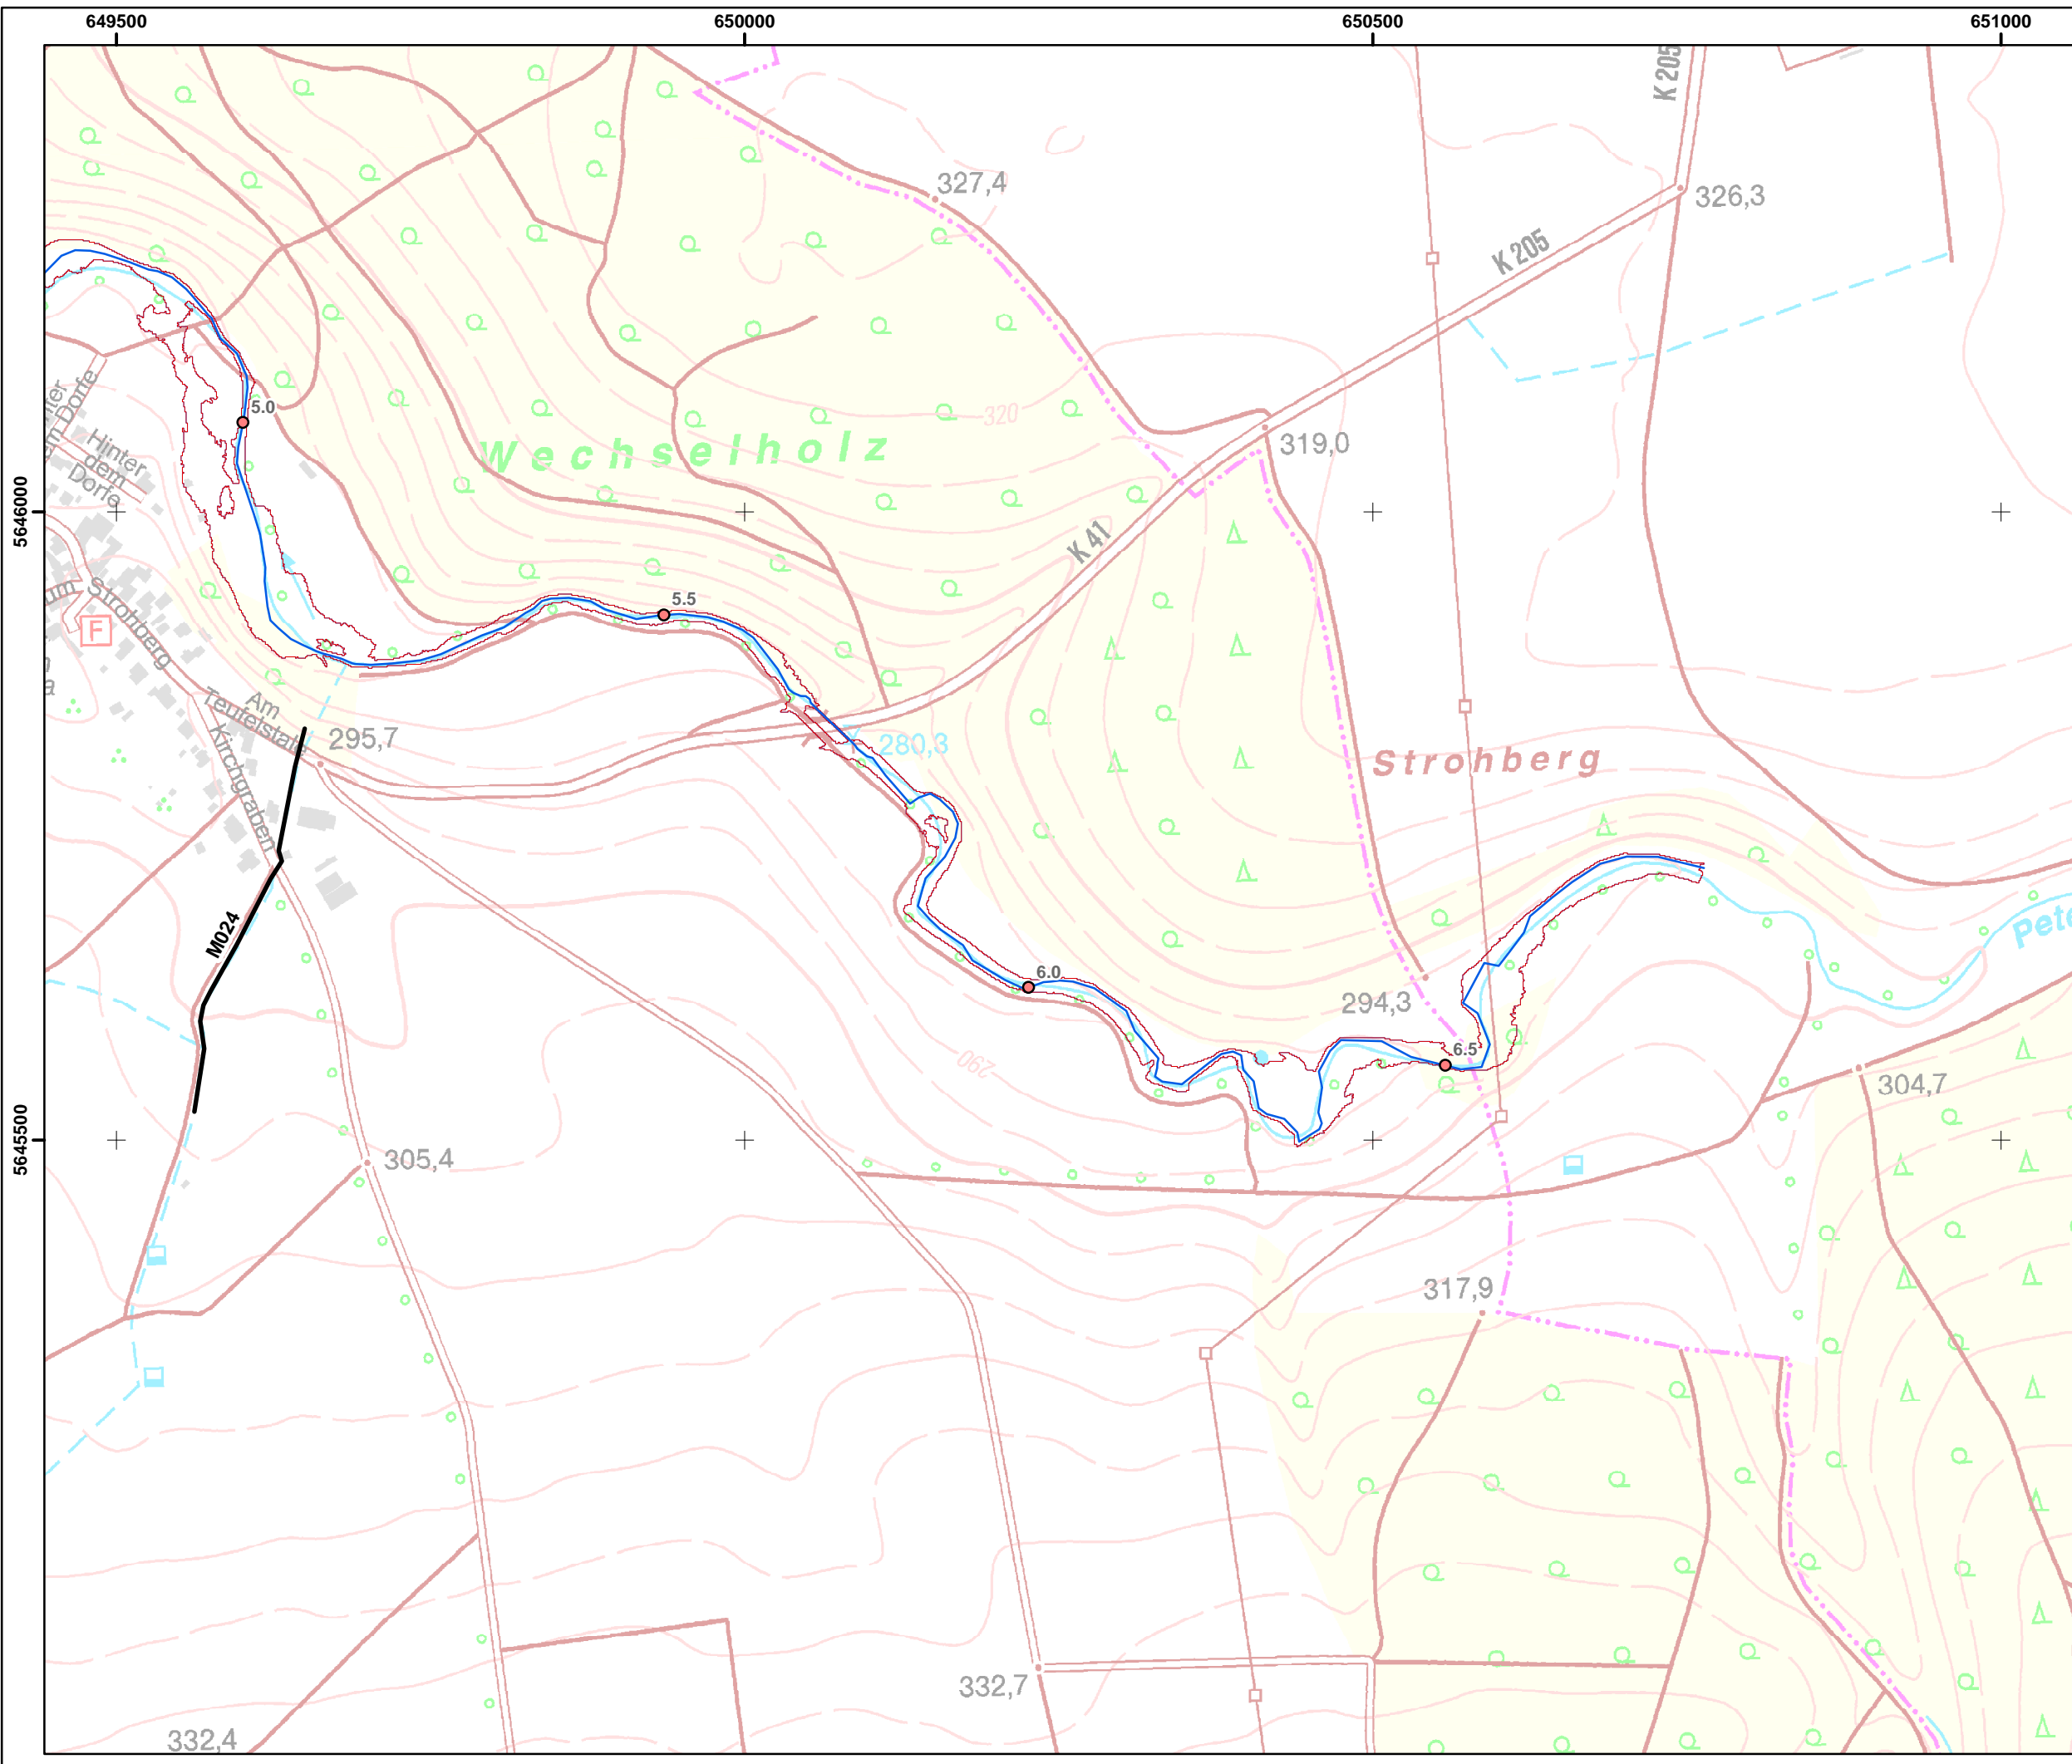 649500
650000
650500
651000
K 205
327,4
326,3
K 205
5.0
320
319,0
Wechselholz
Hinter
dem
Dorfe
5646000
K 41
5.5
Strohberg
F
Am
Teufelstate
295,7
280,3
Kirchgraben
Strohberg
M024
6.0
294,3
6.5
290
304,7
5645500
305,4
317,9
332,7
332,4